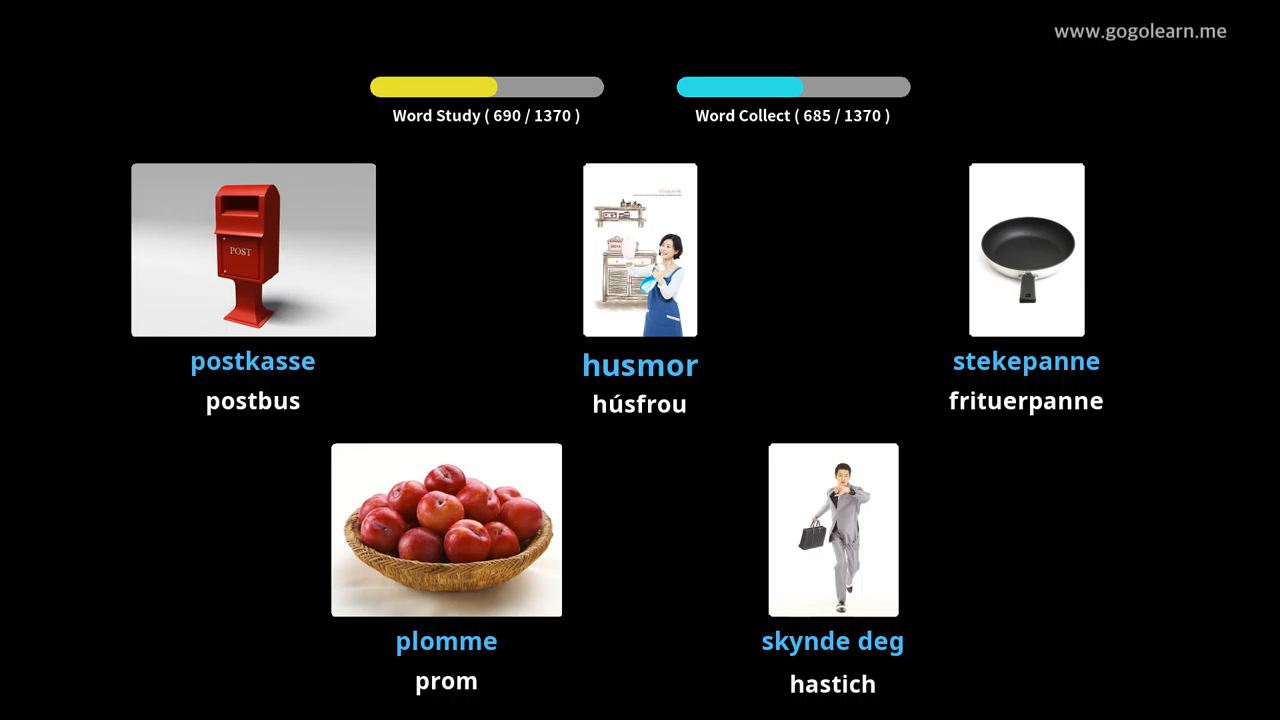 www.gogolearn.me
Word Study ( 690 / 1370 )
Word Collect ( 685 / 1370 )
POST
postkasse
postbus
husmor
húsfrou
stekepanne
frituerpanne
plomme
prom
skynde deg
hastich